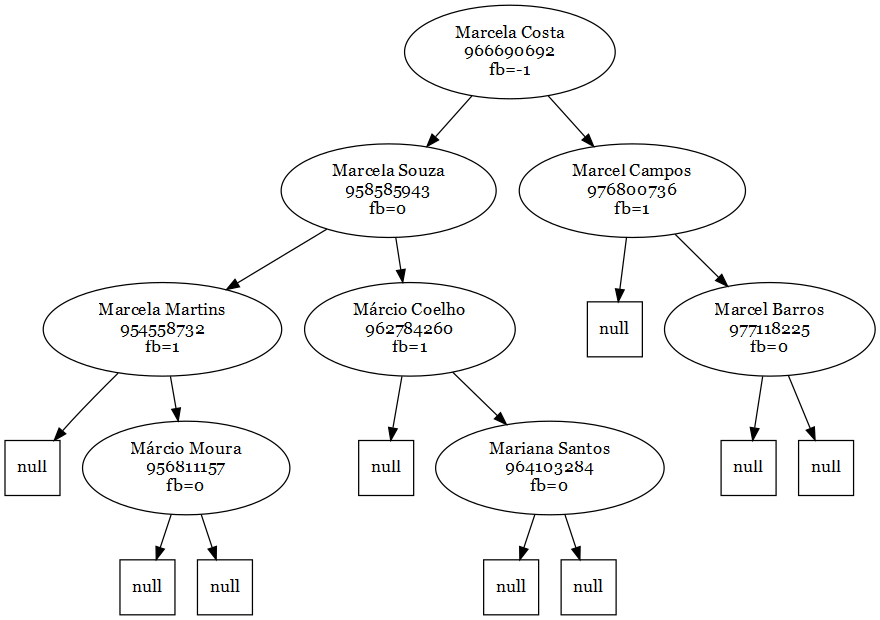 Marcela Costa
966690692
fb=-1
Marcela Souza
958585943
fb=0
Marcel Campos
976800736
fb=1
Marcela Martins
954558732
fb=1
Márcio Coelho
962784260
fb=1
null
Marcel Barros
977118225
fb=0
null
Márcio Moura
956811157
fb=0
null
Mariana Santos
964103284
fb=0
null
null
null
null
null
null